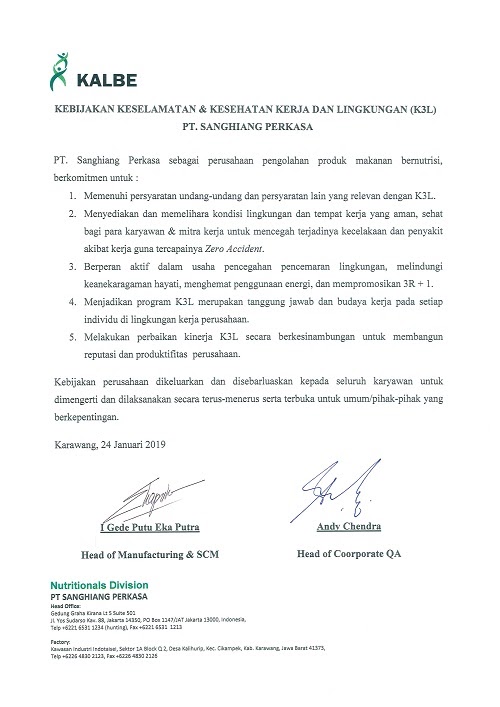 KALBE
KEBIJAKAN KESELAMATAN & KESEHATAN KERJA DAN LINGKUNGAN (K3L)
PT. SANGHIANG PERKASA
PT. Sanghiang Perkasa sebagai perusahaan pengolahan produk makanan bernutrisi,
berkomitmen untuk :
1. Memenuhi persyaratan undang-undang dan persyaratan lain yang relevan dengan K3L.
2. Menyediakan dan memelihara kondisi lingkungan dan tempat kerja yang aman, sehat
bagi para karyawan & mitra kerja untuk mencegah terjadinya kecelakaan dan penyakit
akibat kerja guna tercapainya Zero Accident.
3. Berperan aktif dalam usaha pencegahan pencemaran lingkungan, melindungi
keanekaragaman hayati, menghemat penggunaan energi, dan mempromosikan 3R + 1.
4. Menjadikan program K3L merupakan tanggung jawab dan budaya kerja pada setiap
individu di lingkungan kerja perusahaan.
5. Melakukan perbaikan kinerja K3L secara berkesinambungan untuk membangun
reputasi dan produktifitas perusahaan.
Kebijakan perusahaan dikeluarkan dan disebarluaskan kepada seluruh karyawan untuk
dimengerti dan dilaksanakan secara terus-menerus serta terbuka untuk umum/pihak-pihak yang
berkepentingan.
Karawang, 24 Januari 2019
I Gede Putu Eka Putra
Andy Chendra
Head of Manufacturing & SCM
Head of Coorporate QA
Nutritionals Division
PT SANGHIANG PERKASA
Head Office:
Gedung Graha Kirana Lt 5 Suite 501
Jl. Yos Sudarso Kav. 88, Jakarta 14350, PO Box 1147/JAT Jakarta 13000, Indonesia,
Telp +6221 6531 1234 (hunting), Fax +6221 6531 1213
Factory:
Kawasan Industri Indotaisei, Sektor 1A Block Q 2, Desa Kalihurip, Kec. Cikampek, Kab. Karawang, Jawa Barat 41373,
Telp +6226 4830 2123, Fax +6226 4830 2126